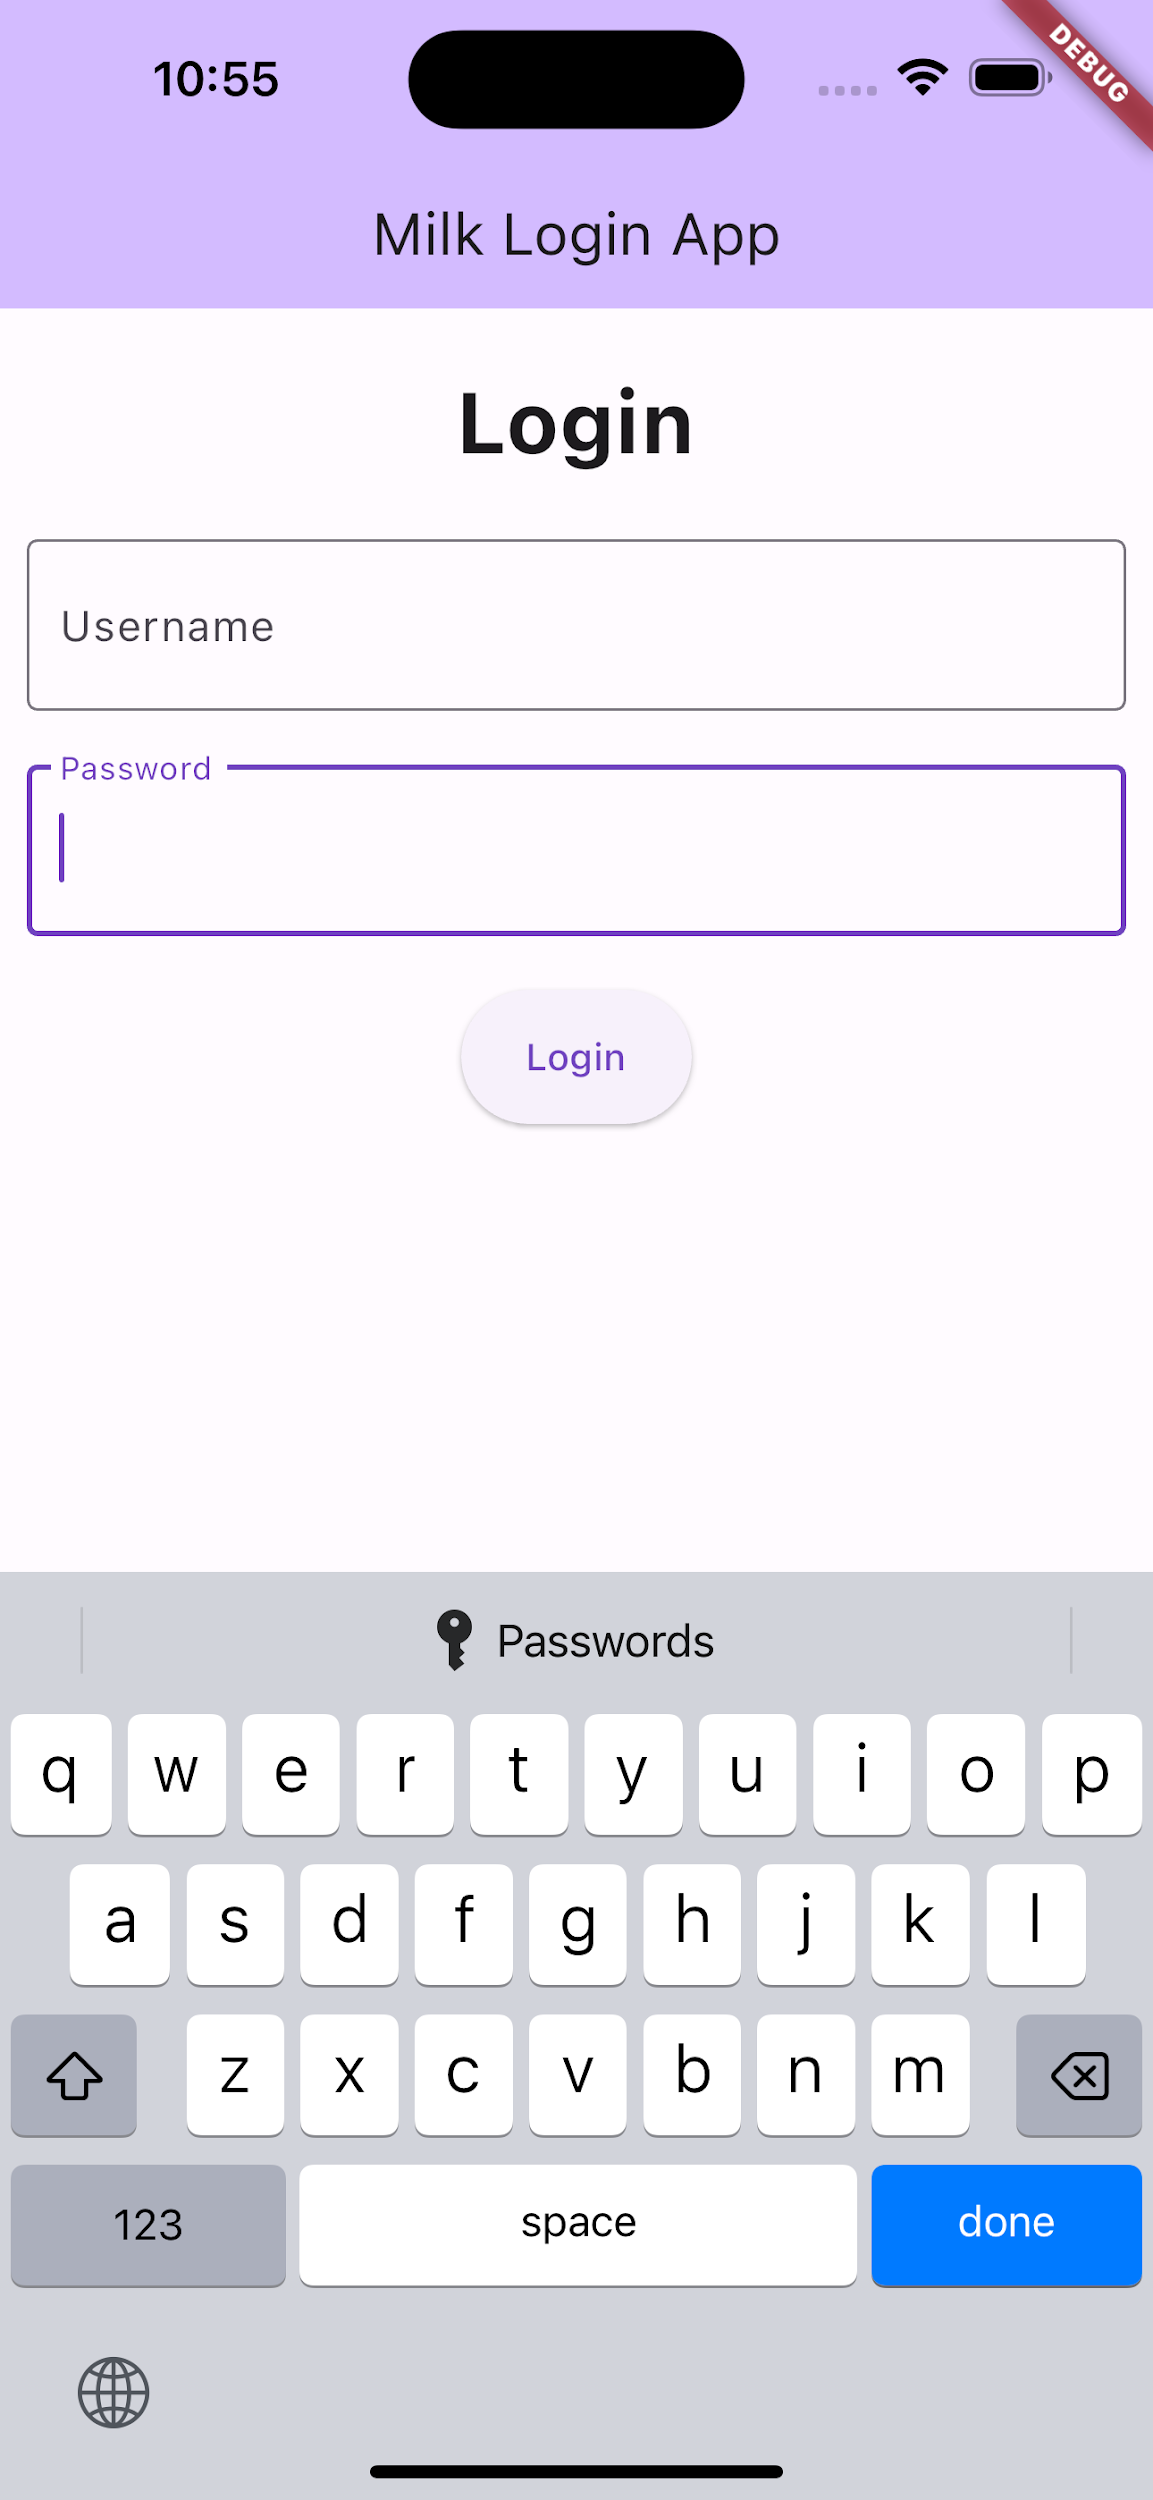 10:55
DEBUG
Milk Login App
Login
Username
Password
Login
Passwords
q w e r t y u i o p
a s d f g h j k l
z x c v b n m
123 space done